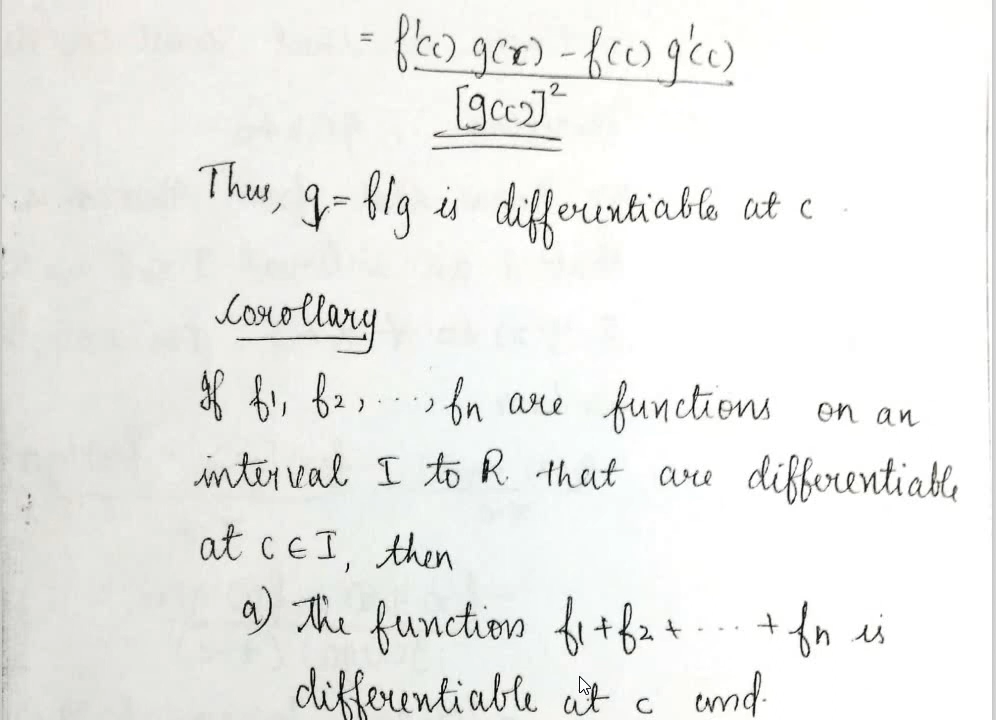 = f'(c) g(x) - f(c) g'(c)
[g(c)]²
Thus, q = f/g is differentiable at c.
Corollary
If f1, f2, ..., fn are functions on an
interval I to R that are differentiable
at c ∈ I, then
a) The function f1 + f2 + ... + fn is
differentiable at c and.